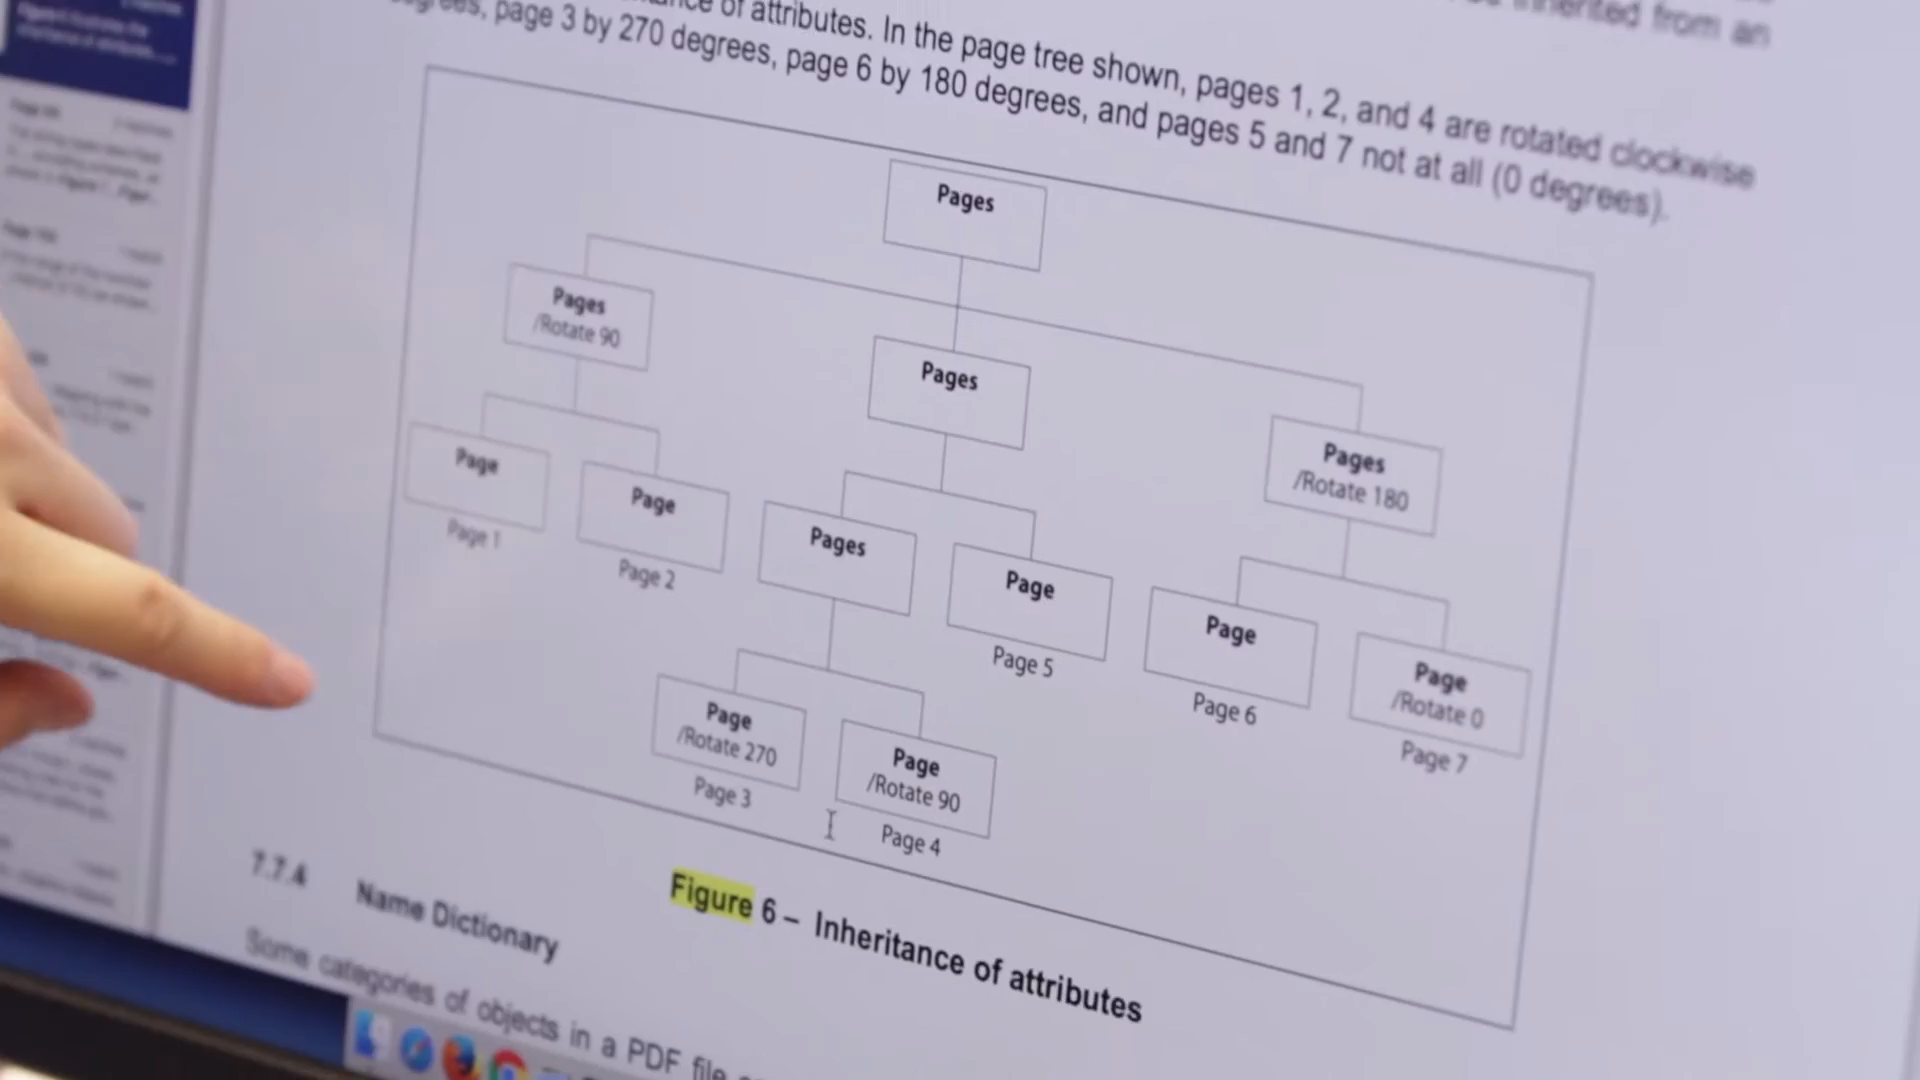 inherited from an
of attributes. In the page tree shown, pages 1, 2, and 4 are rotated clockwise
page 3 by 270 degrees, page 6 by 180 degrees, and pages 5 and 7 not at all (0 degrees).
Pages
Pages
/Rotate 90
Pages
Pages
/Rotate 180
Page
Page 1
Page
Page 2
Pages
Page
Page 5
Page
Page 6
Page
/Rotate 0
Page 7
Page
/Rotate 270
Page 3
Page
/Rotate 90
Page 4
Figure 6 – Inheritance of attributes
7.7.4 Name Dictionary
Some categories of objects in a PDF file